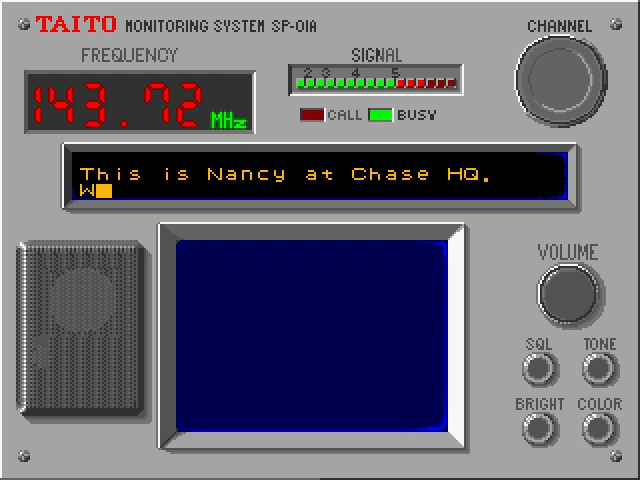 TAITO MONITORING SYSTEM SP-01A
CHANNEL
FREQUENCY
SIGNAL
2 3 4 5
143.72 MHz
CALL BUSY
This is Nancy at Chase HQ.
W
VOLUME
SQL TONE
BRIGHT COLOR